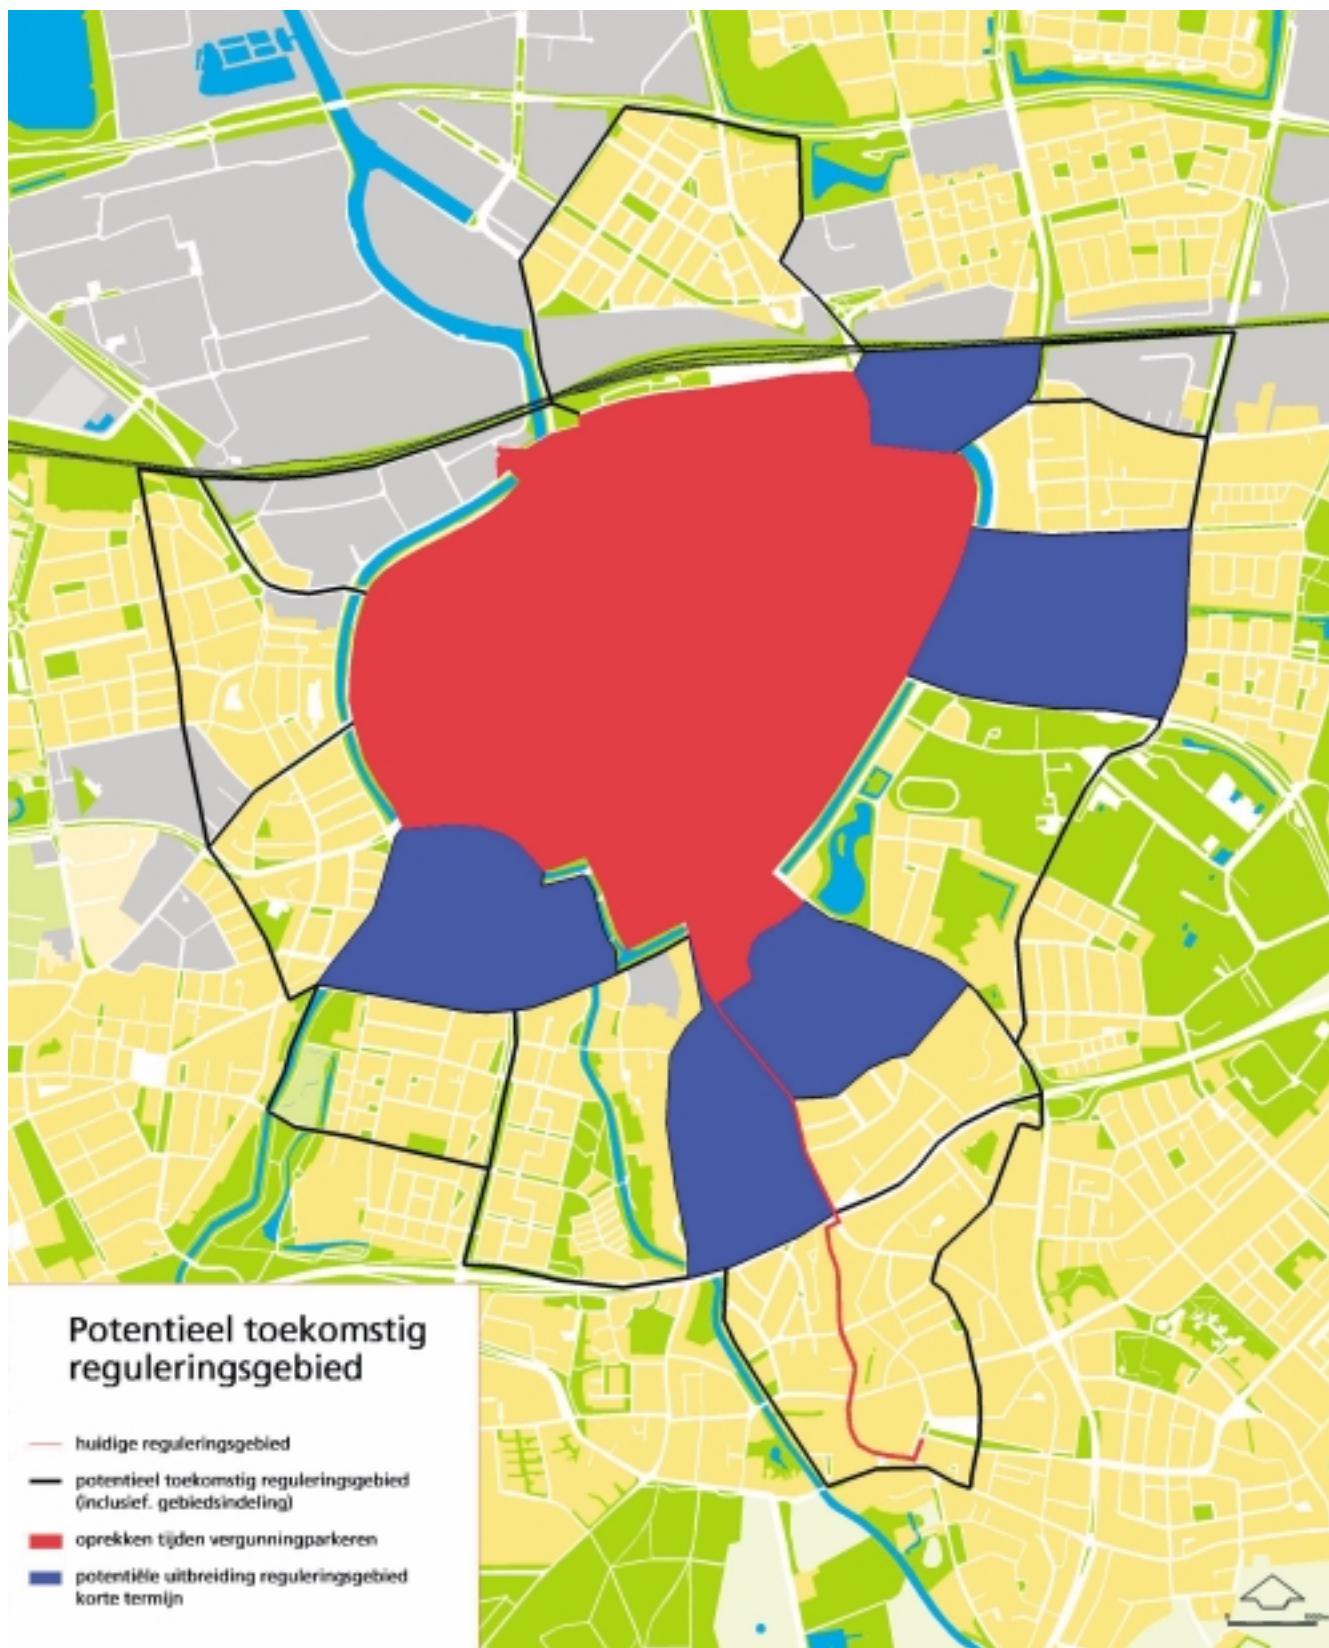 Potentieel toekomstig
reguleringsgebied
huidige reguleringsgebied
potentieel toekomstig reguleringsgebied
(inclusief. gebiedsindeling)
oprekken tijden vergunningparkeren
potentiële uitbreiding reguleringsgebied
korte termijn